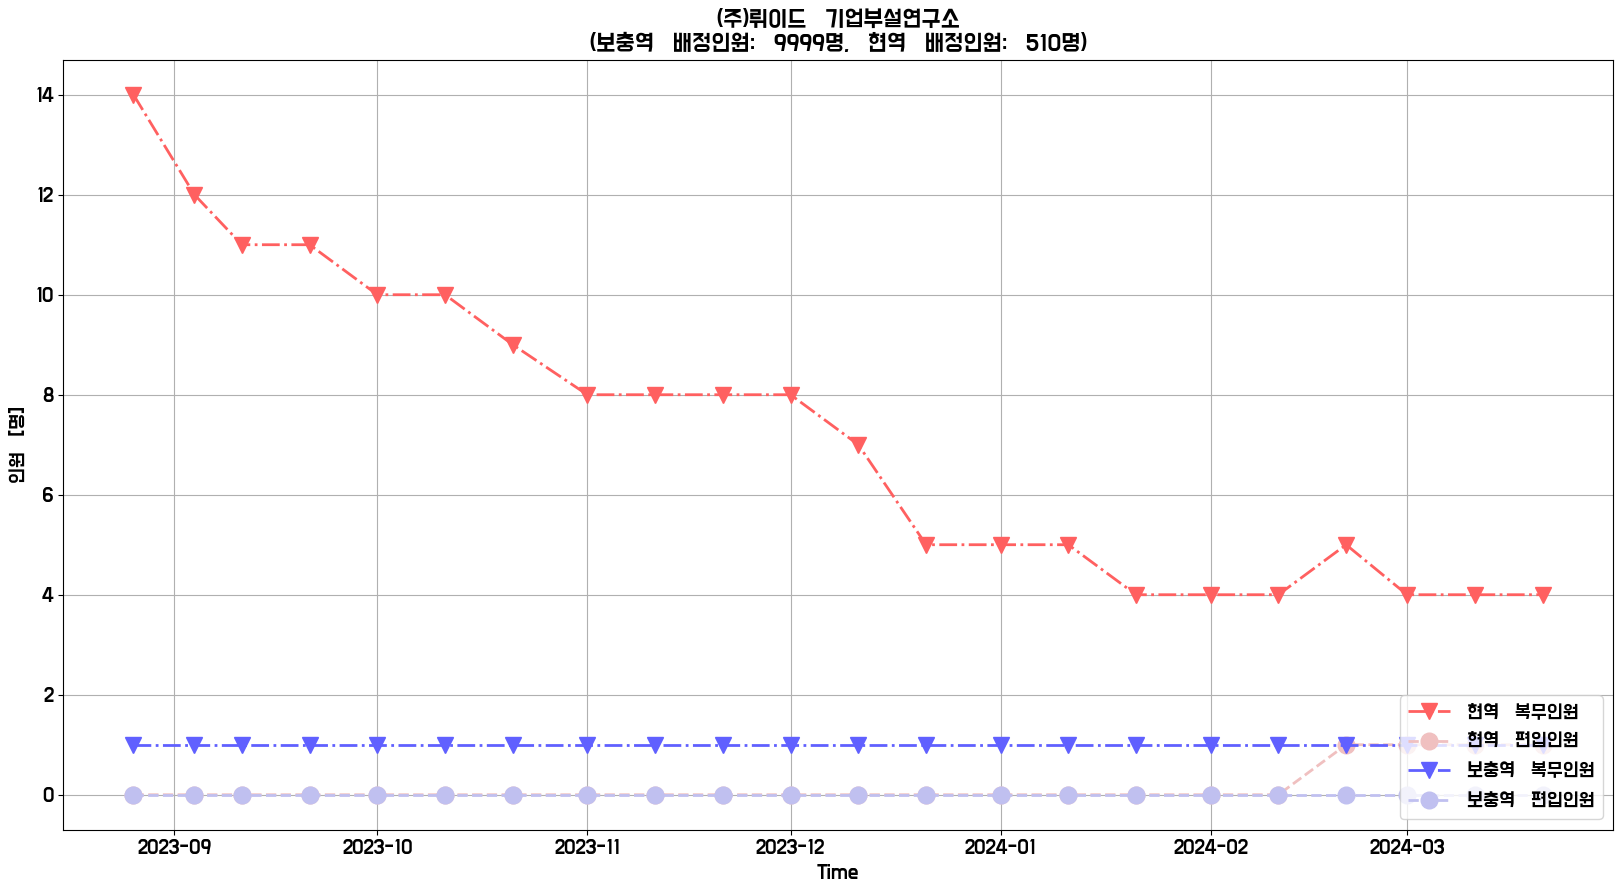 (주)뤼이드 기업부설연구소
(보충역 배정인원: 9999명, 현역 배정인원: 510명)
14
12
10
8
6
4
2
0
인원 [명]
현역 복무인원
현역 편입인원
보충역 복무인원
보충역 편입인원
2023-09 2023-10 2023-11 2023-12 2024-01 2024-02 2024-03
Time